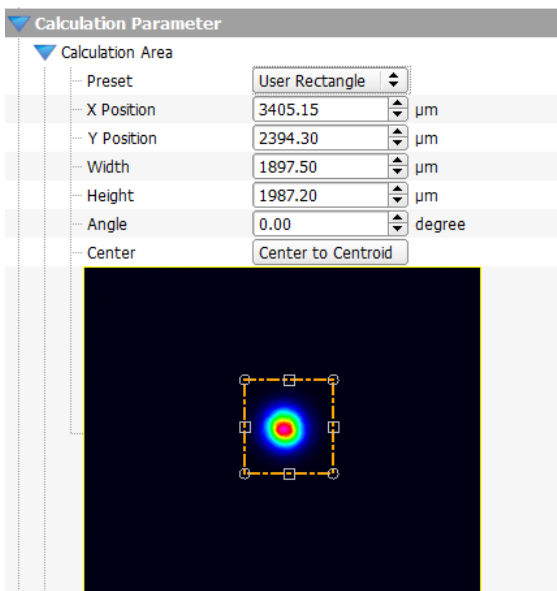 Calculation Parameter
Calculation Area
Preset User Rectangle
X Position 3405.15 µm
Y Position 2394.30 µm
Width 1897.50 µm
Height 1987.20 µm
Angle 0.00 degree
Center Center to Centroid